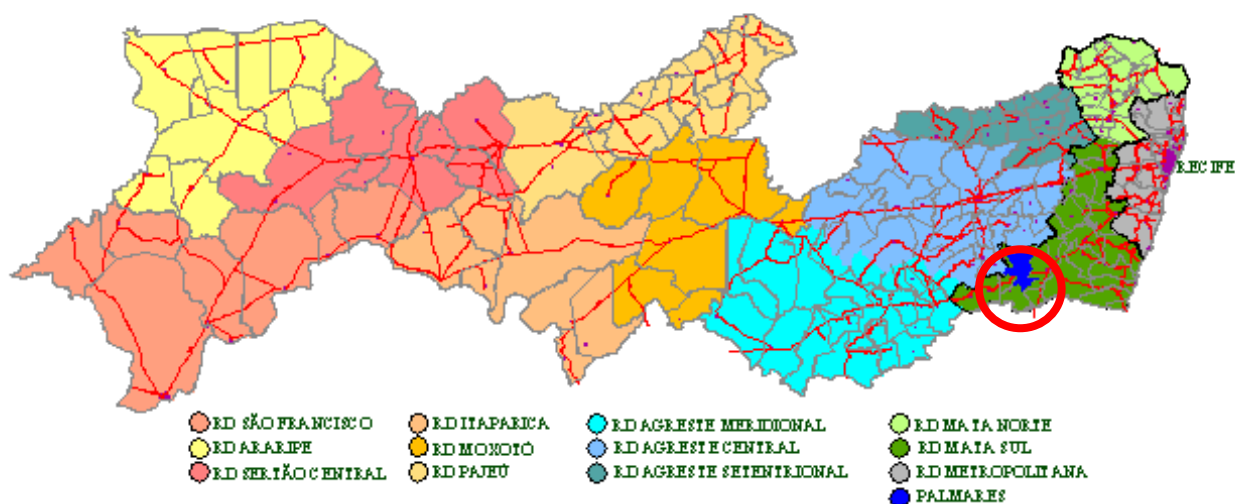 RECIFE
RD SÃO FRANCISCO
RD ARARIPE
RD SERTÃO CENTRAL
RD ITAPARICA
RD MOXOTÓ
RD PAJEÚ
RD AGRESTE MERIDIONAL
RD AGRESTE CENTRAL
RD AGRESTE SETENTRIONAL
RD MATA NORTE
RD MATA SUL
RD METROPOLITANA
PALMARES